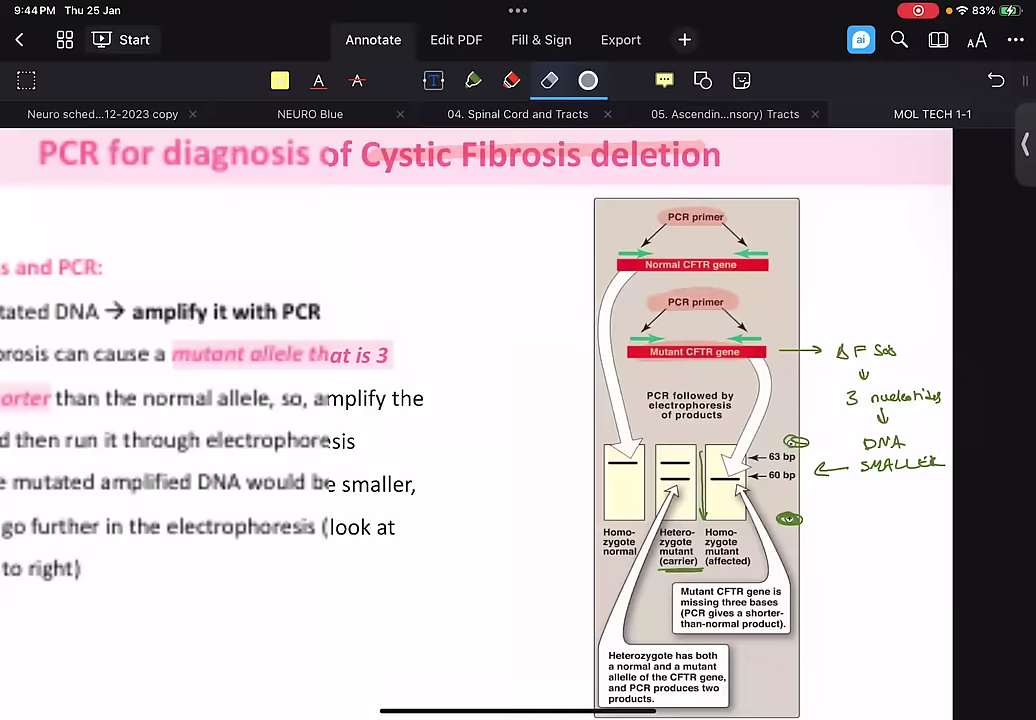 9:44 PM Thu 25 Jan
83%
Start
Annotate
Edit PDF
Fill & Sign
Export
ai
AA
T
A
A
Neuro sched...12-2023 copy
NEURO Blue
04. Spinal Cord and Tracts
05. Ascendin...nsory) Tracts
MOL TECH 1-1
PCR for diagnosis of Cystic Fibrosis deletion
s and PCR:
tated DNA → amplify it with PCR
brosis can cause a mutant allele that is 3
orter than the normal allele, so, amplify the
d then run it through electrophoresis
e mutated amplified DNA would be smaller,
go further in the electrophoresis (look at
to right)
PCR primer
Normal CFTR gene
PCR primer
Mutant CFTR gene
PCR followed by
electrophoresis
of products
63 bp
60 bp
Homo-
zygote
normal
Hetero-
zygote
mutant
(carrier)
Homo-
zygote
mutant
(affected)
Mutant CFTR gene is
missing three bases
(PCR gives a shorter-
than-normal product).
Heterozygote has both
a normal and a mutant
allelle of the CFTR gene,
and PCR produces two
products.
Δ F 508
3 nucleotides
DNA
SMALLER